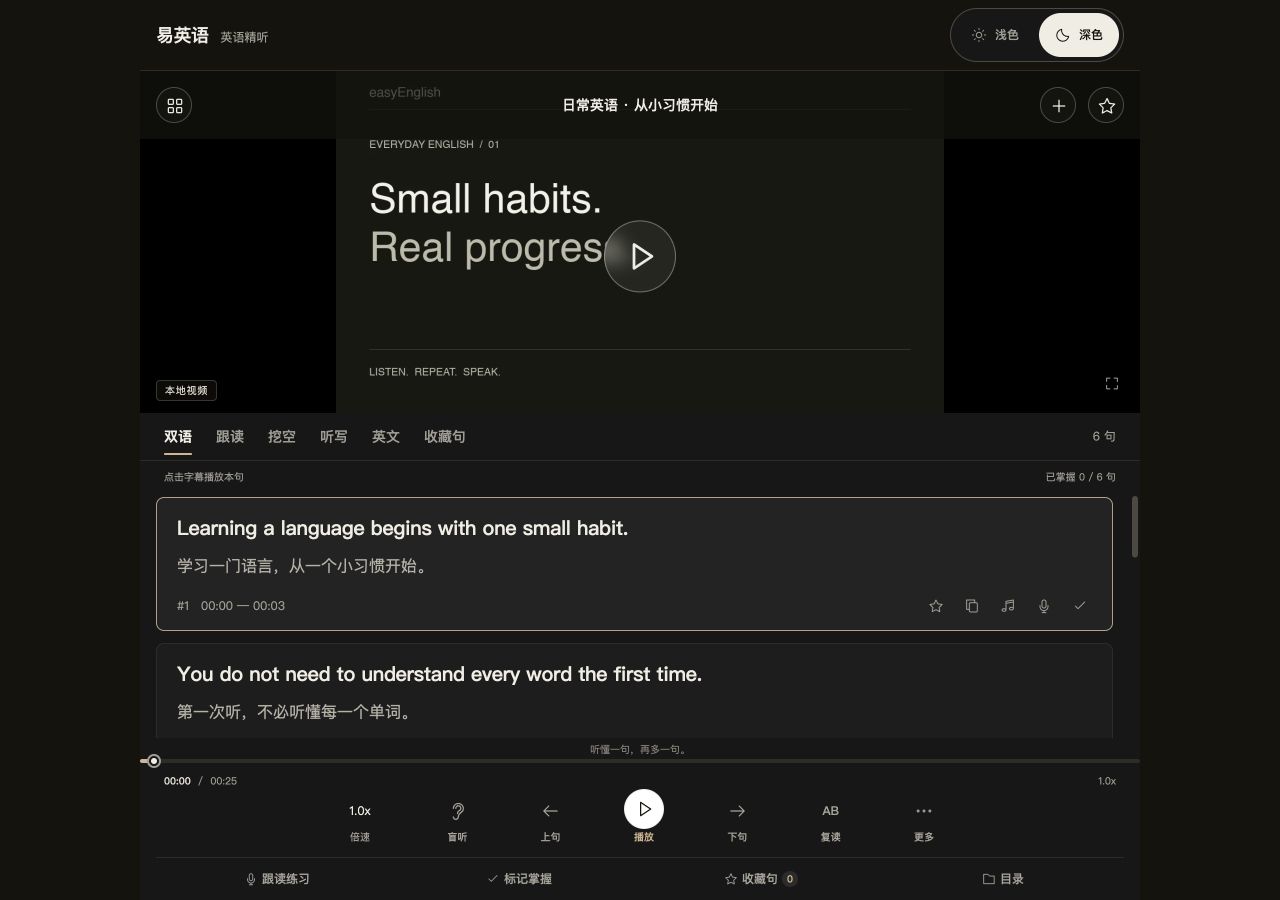 易英语 英语精听 浅色 深色
easyEnglish
日常英语 · 从小习惯开始
EVERYDAY ENGLISH / 01
Small habits.
Real progres
LISTEN. REPEAT. SPEAK.
本地视频
双语 跟读 挖空 听写 英文 收藏句 6 句
点击字幕播放本句 已掌握 0 / 6 句
Learning a language begins with one small habit.
学习一门语言，从一个小习惯开始。
#1 00:00 — 00:03
You do not need to understand every word the first time.
第一次听，不必听懂每一个单词。
听懂一句，再多一句。
00:00 / 00:25 1.0x
1.0x AB
倍速 盲听 上句 播放 下句 复读 更多
跟读练习 标记掌握 收藏句 0 目录